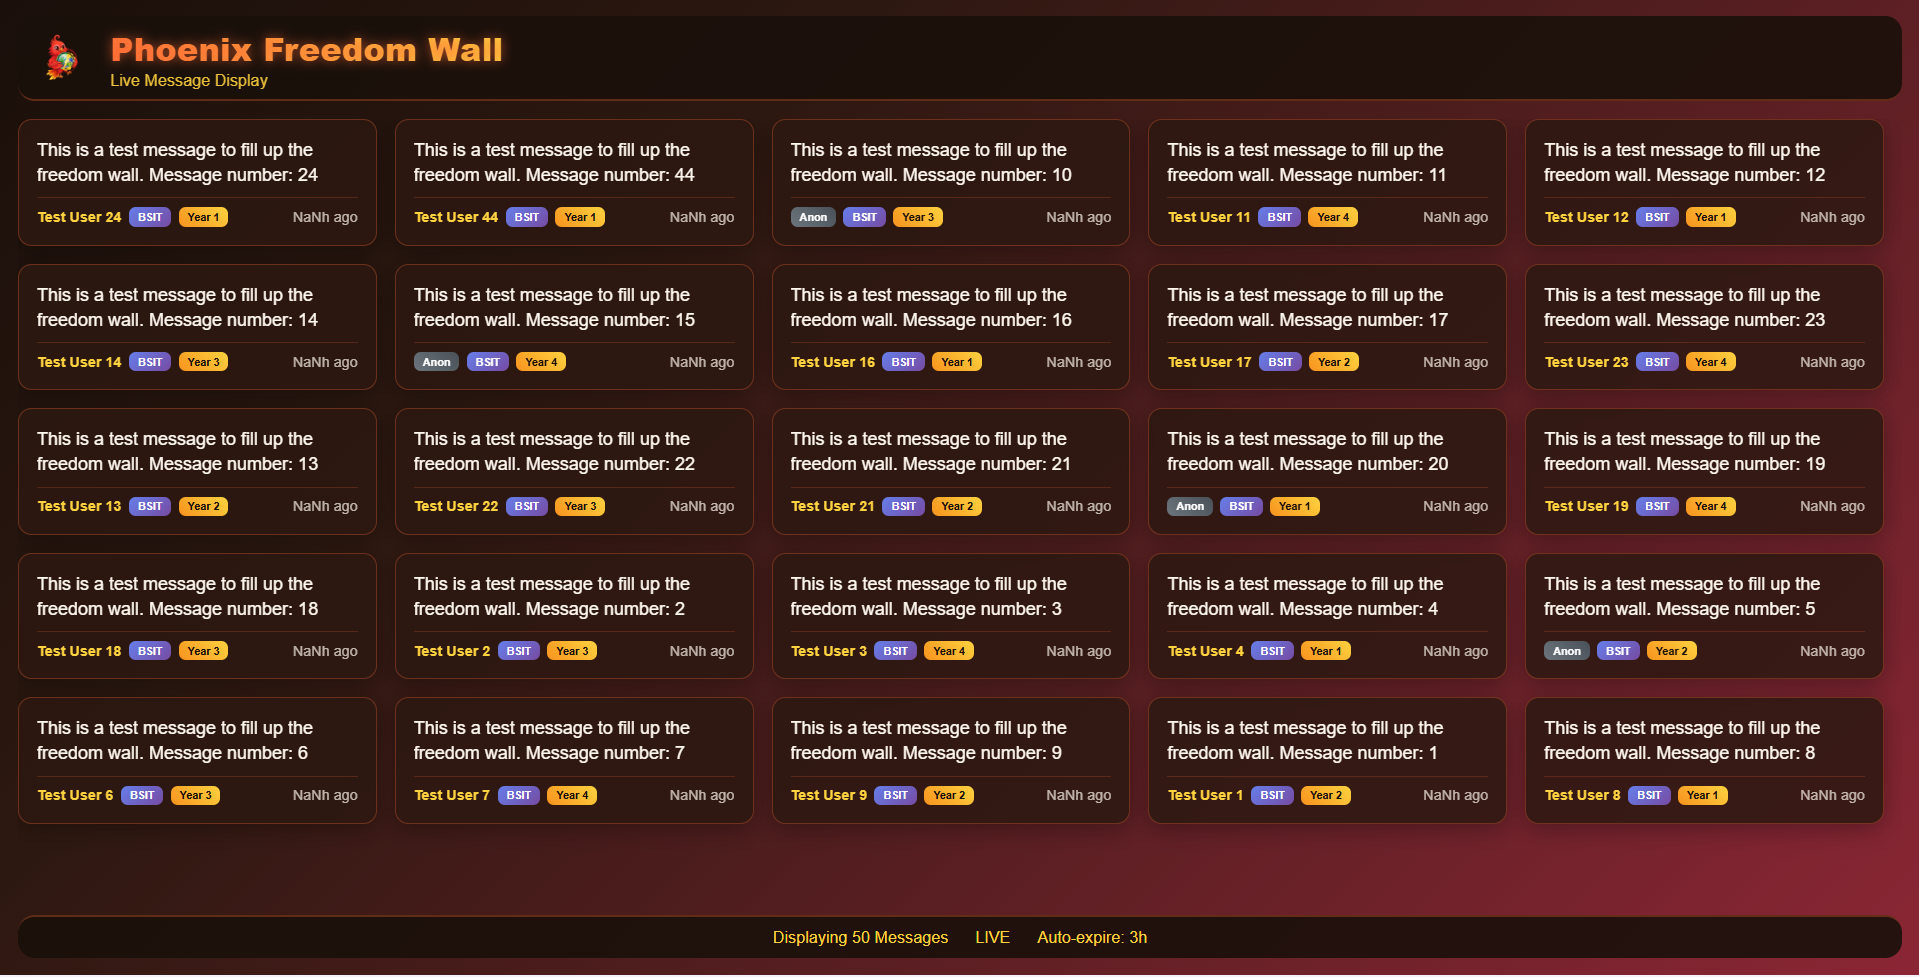 Phoenix Freedom Wall
Live Message Display
This is a test message to fill up the
freedom wall. Message number: 24
Test User 24 BSIT Year 1 NaNh ago
This is a test message to fill up the
freedom wall. Message number: 44
Test User 44 BSIT Year 1 NaNh ago
This is a test message to fill up the
freedom wall. Message number: 10
Anon BSIT Year 3 NaNh ago
This is a test message to fill up the
freedom wall. Message number: 11
Test User 11 BSIT Year 4 NaNh ago
This is a test message to fill up the
freedom wall. Message number: 12
Test User 12 BSIT Year 1 NaNh ago
This is a test message to fill up the
freedom wall. Message number: 14
Test User 14 BSIT Year 3 NaNh ago
This is a test message to fill up the
freedom wall. Message number: 15
Anon BSIT Year 4 NaNh ago
This is a test message to fill up the
freedom wall. Message number: 16
Test User 16 BSIT Year 1 NaNh ago
This is a test message to fill up the
freedom wall. Message number: 17
Test User 17 BSIT Year 2 NaNh ago
This is a test message to fill up the
freedom wall. Message number: 23
Test User 23 BSIT Year 4 NaNh ago
This is a test message to fill up the
freedom wall. Message number: 13
Test User 13 BSIT Year 2 NaNh ago
This is a test message to fill up the
freedom wall. Message number: 22
Test User 22 BSIT Year 3 NaNh ago
This is a test message to fill up the
freedom wall. Message number: 21
Test User 21 BSIT Year 2 NaNh ago
This is a test message to fill up the
freedom wall. Message number: 20
Anon BSIT Year 1 NaNh ago
This is a test message to fill up the
freedom wall. Message number: 19
Test User 19 BSIT Year 4 NaNh ago
This is a test message to fill up the
freedom wall. Message number: 18
Test User 18 BSIT Year 3 NaNh ago
This is a test message to fill up the
freedom wall. Message number: 2
Test User 2 BSIT Year 3 NaNh ago
This is a test message to fill up the
freedom wall. Message number: 3
Test User 3 BSIT Year 4 NaNh ago
This is a test message to fill up the
freedom wall. Message number: 4
Test User 4 BSIT Year 1 NaNh ago
This is a test message to fill up the
freedom wall. Message number: 5
Anon BSIT Year 2 NaNh ago
This is a test message to fill up the
freedom wall. Message number: 6
Test User 6 BSIT Year 3 NaNh ago
This is a test message to fill up the
freedom wall. Message number: 7
Test User 7 BSIT Year 4 NaNh ago
This is a test message to fill up the
freedom wall. Message number: 9
Test User 9 BSIT Year 2 NaNh ago
This is a test message to fill up the
freedom wall. Message number: 1
Test User 1 BSIT Year 2 NaNh ago
This is a test message to fill up the
freedom wall. Message number: 8
Test User 8 BSIT Year 1 NaNh ago
Displaying 50 Messages LIVE Auto-expire: 3h